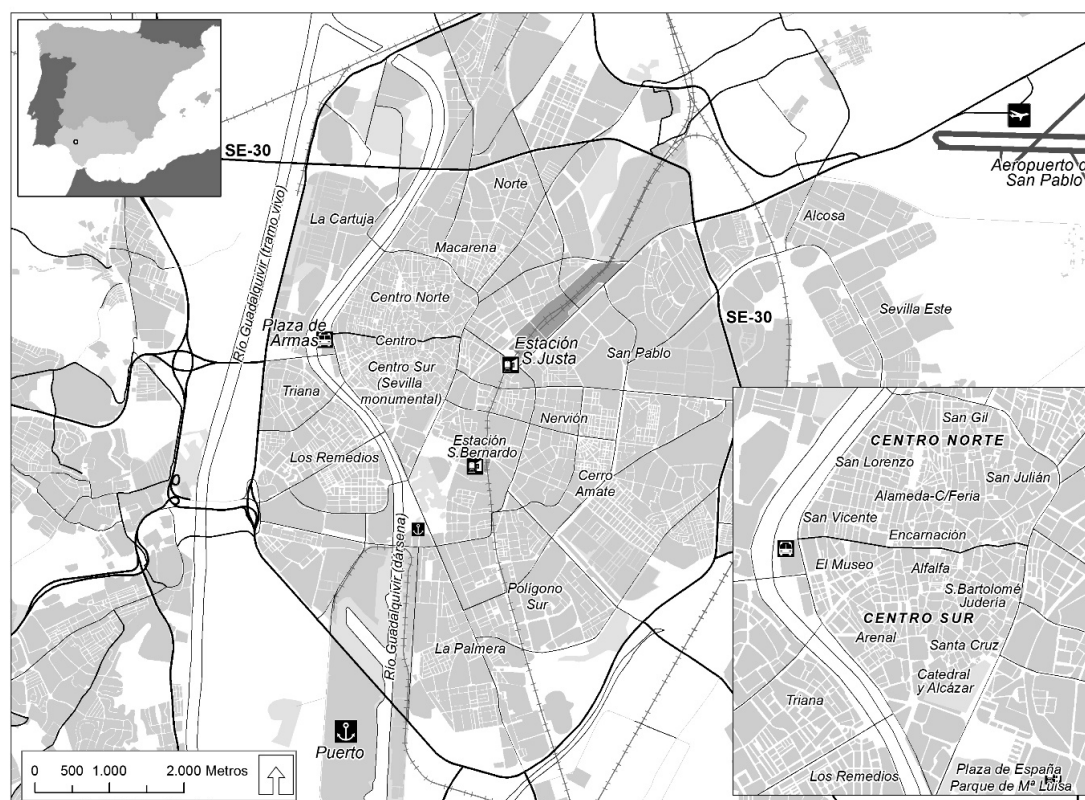 SE-30
Aeropuerto d
San Pablo
Norte
La Cartuja
Alcosa
Río Guadalquivir (tramo vivo)
Macarena
Centro Norte
Sevilla Este
Plaza de
Armas
SE-30
Centro
Estación
S.Justa
San Pablo
Centro Sur
(Sevilla
monumental)
Triana
Nervión
Estación
S.Bernardo
Los Remedios
Cerro
Amate
Río Guadalquivir (dársena)
Polígono
Sur
La Palmera
Puerto
0 500 1.000 2.000 Metros
San Gil
CENTRO NORTE
San Lorenzo
San Julián
Alameda-C/Feria
San Vicente
Encarnación
El Museo
Alfalfa
S.Bartolomé
Juderia
CENTRO SUR
Arenal
Santa Cruz
Catedral
y Alcázar
Triana
Los Remedios
Plaza de España
Parque de Mª Luisa